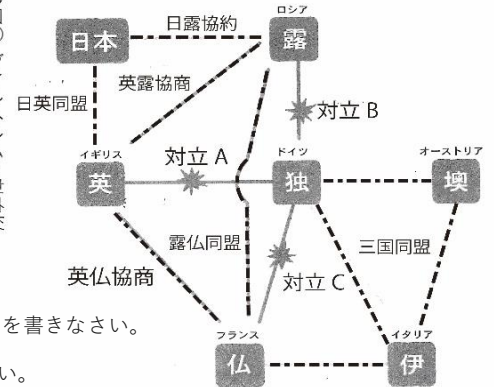 ロシア
日露協約
日本
露
英露協商
日英同盟
対立 B
イギリス
対立 A
ドイツ
オーストリア
英
独
墺
露仏同盟
三国同盟
英仏協商
対立 C
を書きなさい。
フランス
イタリア
仏
伊
い。